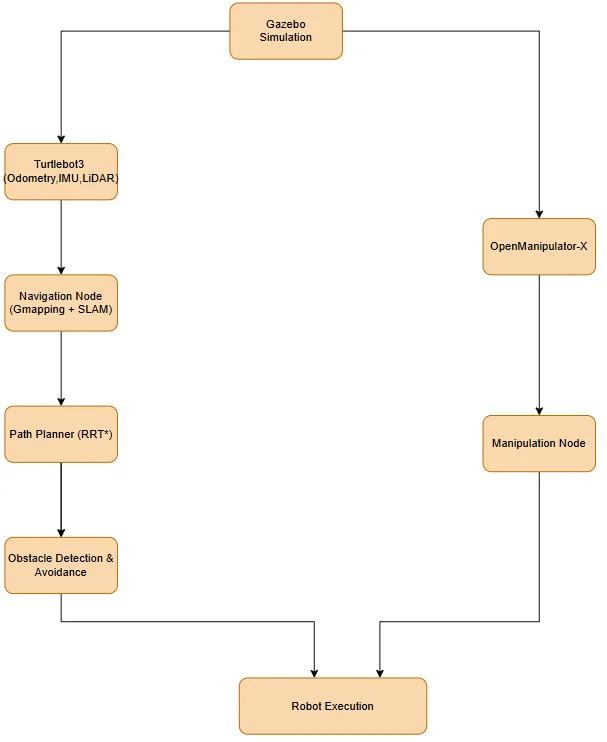 Gazebo
Simulation
Turtlebot3
(Odometry,IMU,LiDAR)
OpenManipulator-X
Navigation Node
(Gmapping + SLAM)
Path Planner (RRT*)
Manipulation Node
Obstacle Detection &
Avoidance
Robot Execution